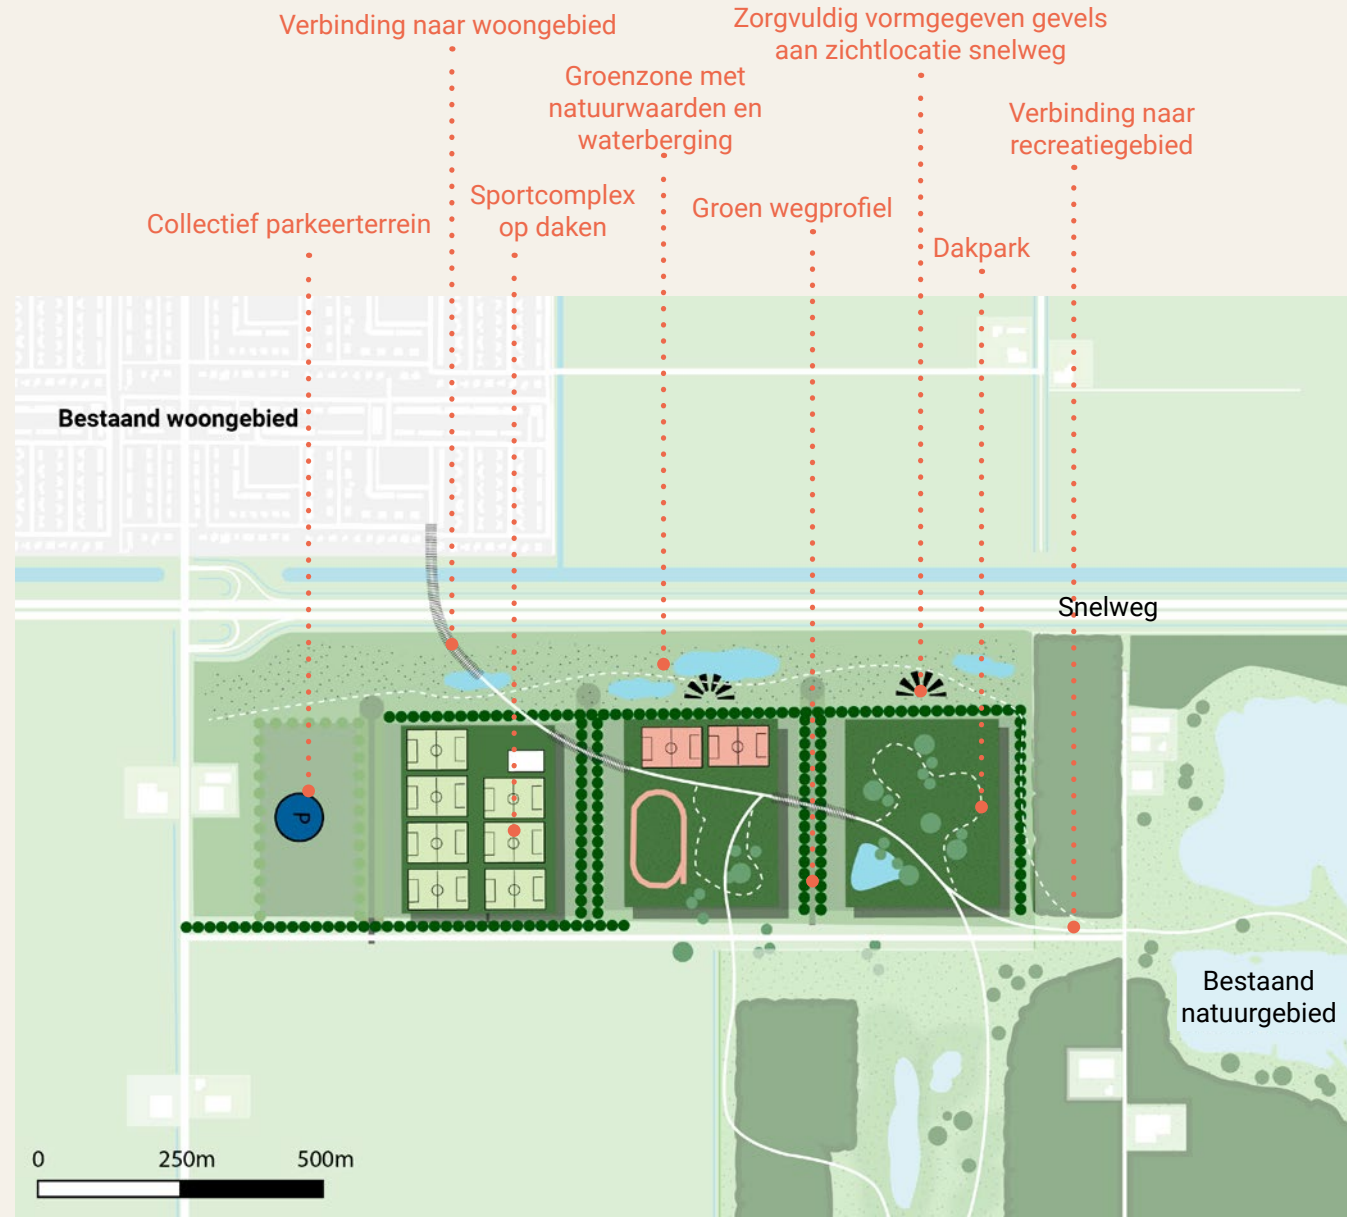 Verbinding naar woongebied
Zorgvuldig vormgegeven gevels
aan zichtlocatie snelweg
Groenzone met
natuurwaarden en
waterberging
Verbinding naar
recreatiegebied
Sportcomplex
op daken
Groen wegprofiel
Collectief parkeerterrein
Dakpark
Bestaand woongebied
Snelweg
P
Bestaand
natuurgebied
0 250m 500m